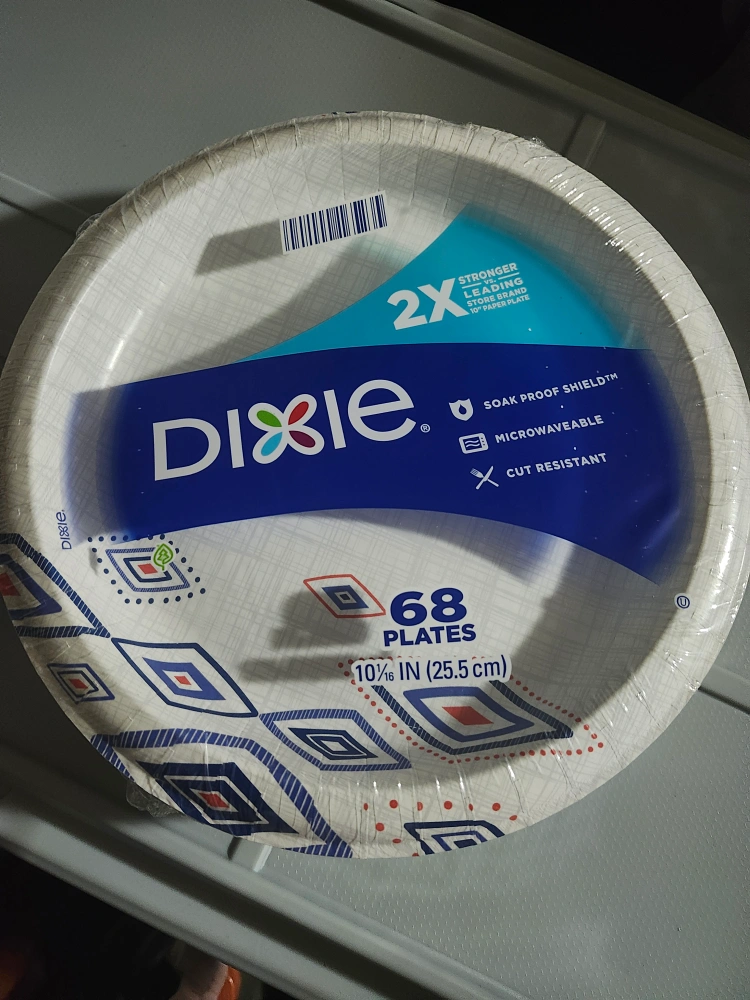 2X STRONGER
VS.
LEADING
STORE BRAND
10" PAPER PLATE
DIXIE®
SOAK PROOF SHIELD™
MICROWAVEABLE
CUT RESISTANT
DIXIE®
68
PLATES
10 1/16 IN (25.5 cm)
U